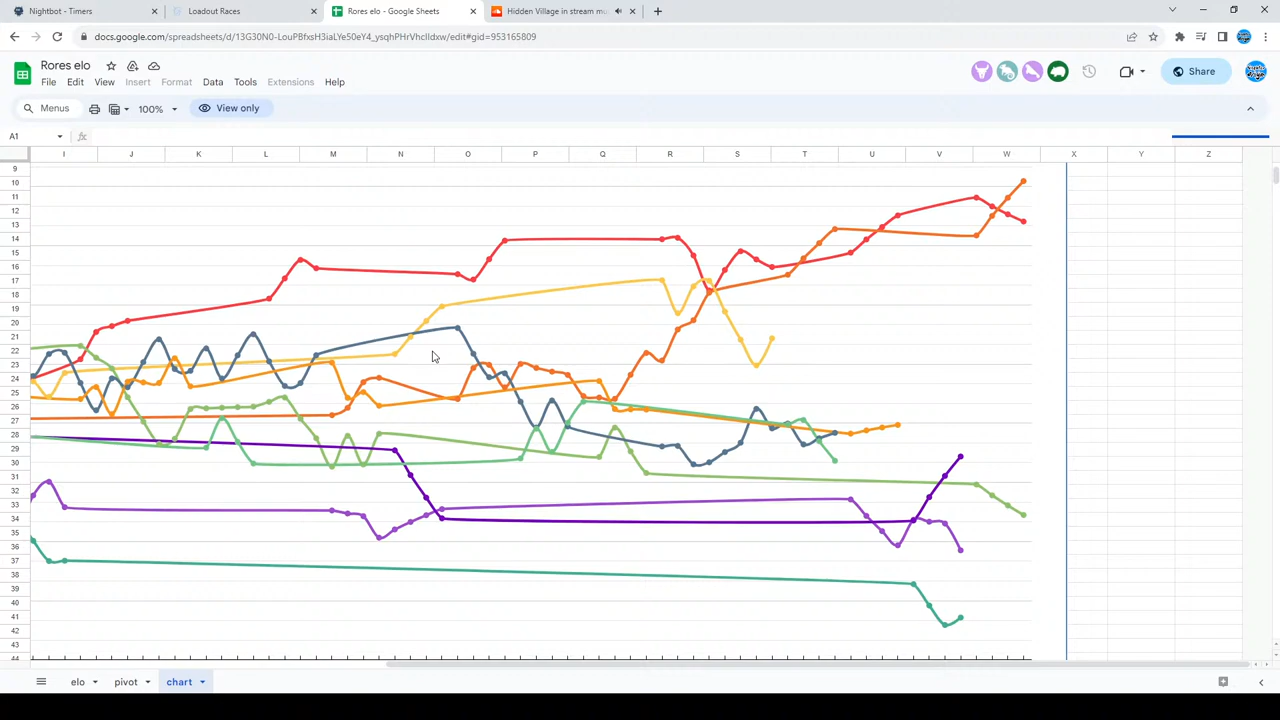 Nightbot - Timers
Loadout Races
Rores elo - Google Sheets
Hidden Village in stream mu
docs.google.com/spreadsheets/d/13G30N0-LouPBfxsH3iaLYe50eY4_ysqhPHrVhclIdxw/edit#gid=953165809
Rores elo
File Edit View Insert Format Data Tools Extensions Help
Share
Menus
100%
View only
A1
fx
I J K L M N O P Q R S T U V W X Y Z
9
10
11
12
13
14
15
16
17
18
19
20
21
22
23
24
25
26
27
28
29
30
31
32
33
34
35
36
37
38
39
40
41
42
43
44
elo pivot chart